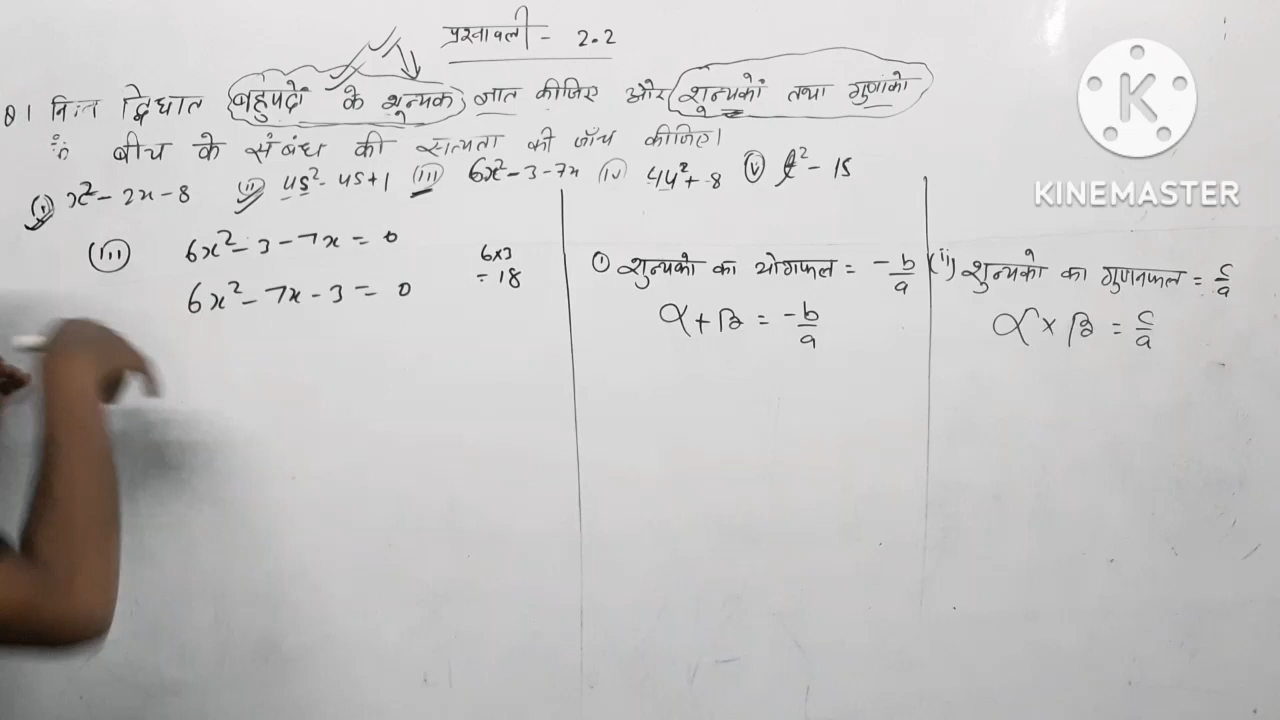 प्रश्नावली - 2.2
Q1 निःन द्विघात बहुपदों के शून्यक ज्ञात कीजिए और शून्यकों तथा गुणांको
के बीच के संबंध की सत्यता की जाँच कीजिए।
(i) x² - 2x - 8 (ii) 4s² - 4s + 1 (iii) 6x² - 3 - 7x (iv) 4u² + 8 (v) t² - 15
(iii) 6x² - 3 - 7x = 0
6x² - 7x - 3 = 0
6x3
= 18
(i) शुन्यको का योगफल = -b/a
α + β = -b/a
(ii) शुन्यको का गुणनफल = c/a
α × β = c/a
K
KINEMASTER